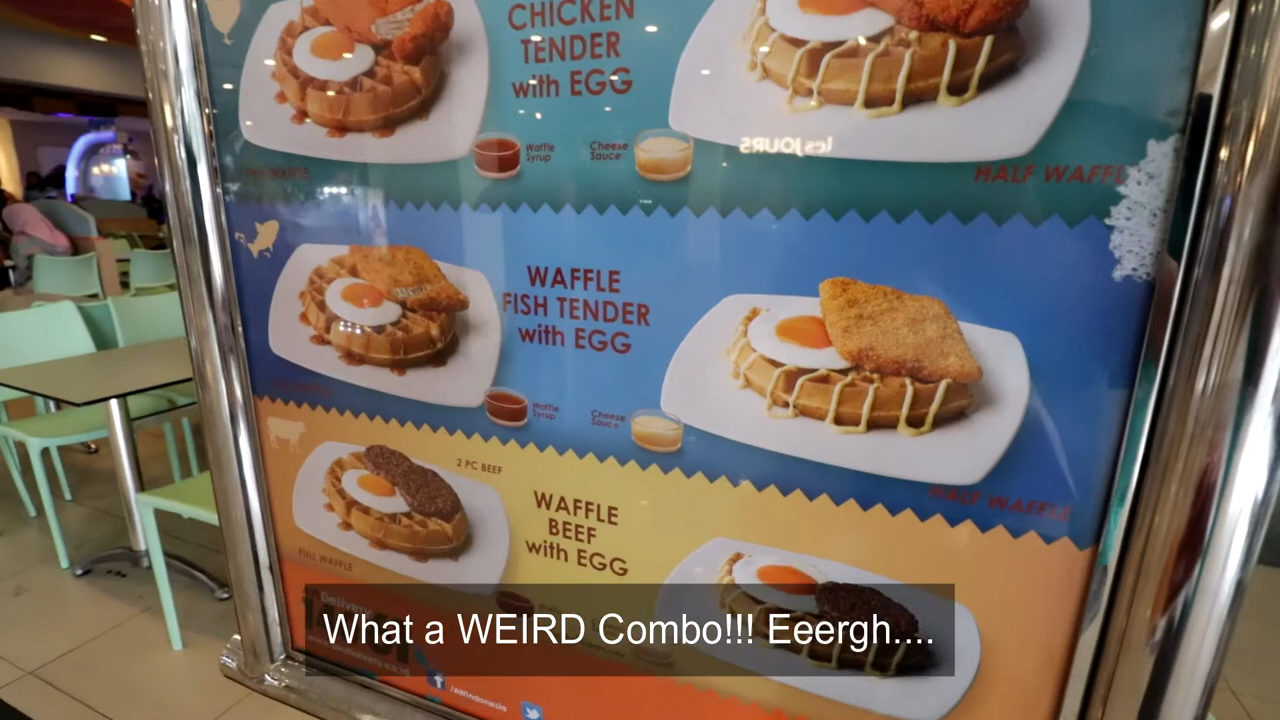 CHICKEN
TENDER
with EGG
Waffle
Syrup
Cheese
Sauce
HALF WAFFLE
WAFFLE
FISH TENDER
with EGG
Waffle
Syrup
Cheese
Sauce
HALF WAFFLE
2 PC BEEF
WAFFLE
BEEF
with EGG
FULL WAFFLE
Delivery
What a WEIRD Combo!!! Eeergh....